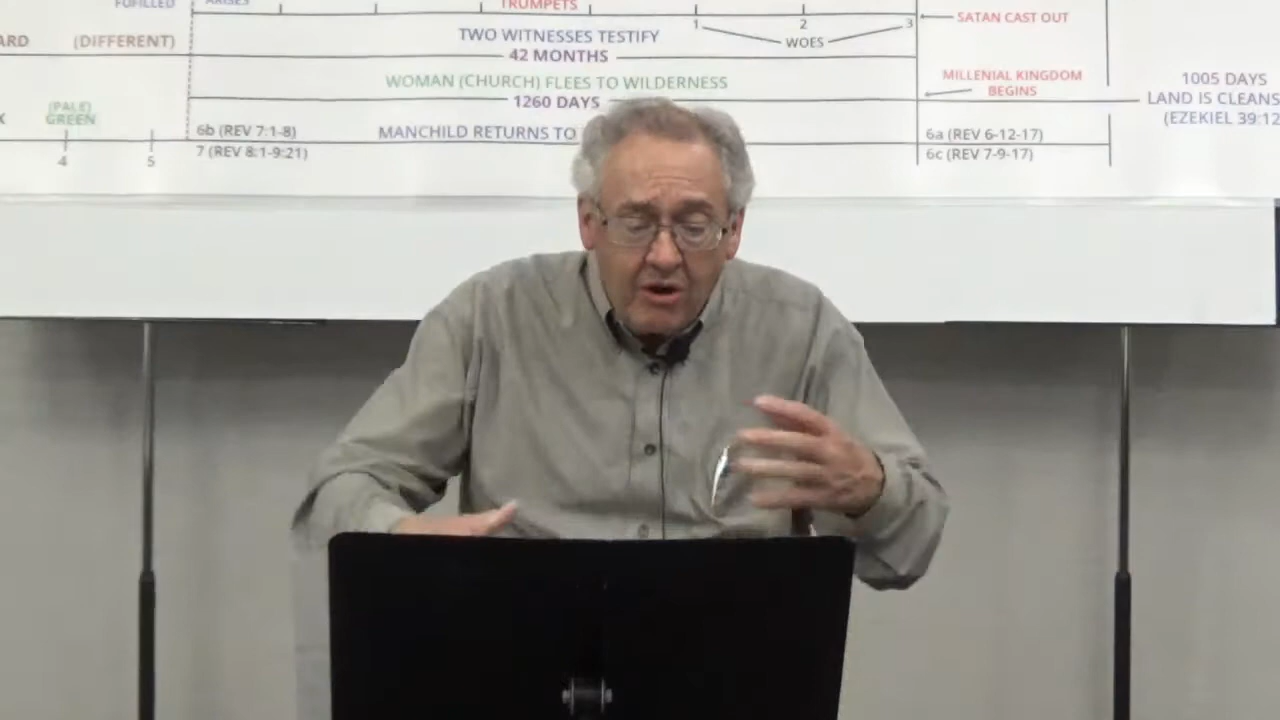 FUFILLED
ARISES
TRUMPETS
1 2 3
SATAN CAST OUT
WOES
TWO WITNESSES TESTIFY
42 MONTHS
ARD (DIFFERENT)
WOMAN (CHURCH) FLEES TO WILDERNESS
1260 DAYS
MILLENIAL KINGDOM
BEGINS
1005 DAYS
LAND IS CLEANS
(EZEKIEL 39:12
(PALE)
GREEN
4 5
6b (REV 7:1-8)
MANCHILD RETURNS TO
6a (REV 6-12-17)
7 (REV 8:1-9:21)
6c (REV 7-9-17)